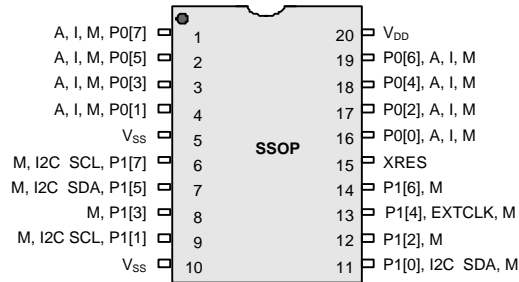 A, I, M, P0[7] 1 20 VDD
A, I, M, P0[5] 2 19 P0[6], A, I, M
A, I, M, P0[3] 3 18 P0[4], A, I, M
A, I, M, P0[1] 4 17 P0[2], A, I, M
VSS 5 16 P0[0], A, I, M
SSOP
M, I2C SCL, P1[7] 6 15 XRES
M, I2C SDA, P1[5] 7 14 P1[6], M
M, P1[3] 8 13 P1[4], EXTCLK, M
M, I2C SCL, P1[1] 9 12 P1[2], M
VSS 10 11 P1[0], I2C SDA, M